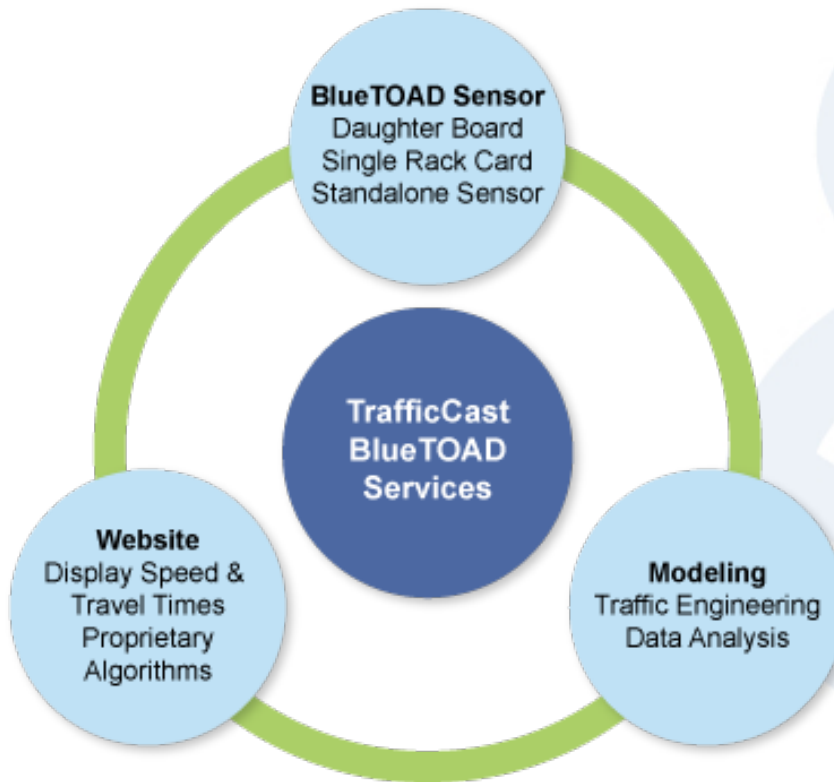 BlueTOAD Sensor
Daughter Board
Single Rack Card
Standalone Sensor
TrafficCast
BlueTOAD
Services
Website
Display Speed &
Travel Times
Proprietary
Algorithms
Modeling
Traffic Engineering
Data Analysis